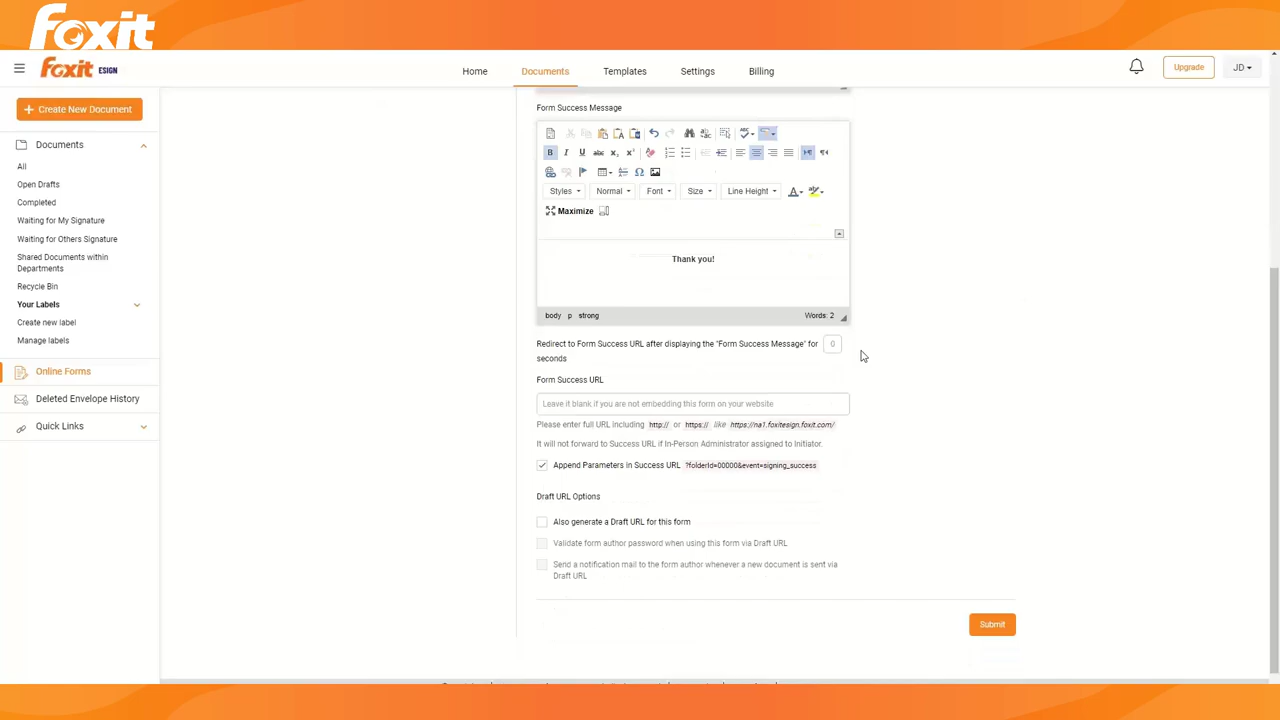 foxit
foxit ESIGN
Home
Documents
Templates
Settings
Billing
Upgrade
JD
+ Create New Document
Documents
All
Open Drafts
Completed
Waiting for My Signature
Waiting for Others Signature
Shared Documents within
Departments
Recycle Bin
Your Labels
Create new label
Manage labels
Online Forms
Deleted Envelope History
Quick Links
Form Success Message
Styles
Normal
Font
Size
Line Height
Maximize
Thank you!
body p strong
Words: 2
Redirect to Form Success URL after displaying the "Form Success Message" for 0
seconds
Form Success URL
Leave it blank if you are not embedding this form on your website
Please enter full URL including http:// or https:// like https://na1.foxitesign.foxit.com/
It will not forward to Success URL if In-Person Administrator assigned to Initiator.
Append Parameters in Success URL ?folderId=00000&event=signing_success
Draft URL Options
Also generate a Draft URL for this form
Validate form author password when using this form via Draft URL
Send a notification mail to the form author whenever a new document is sent via
Draft URL
Submit